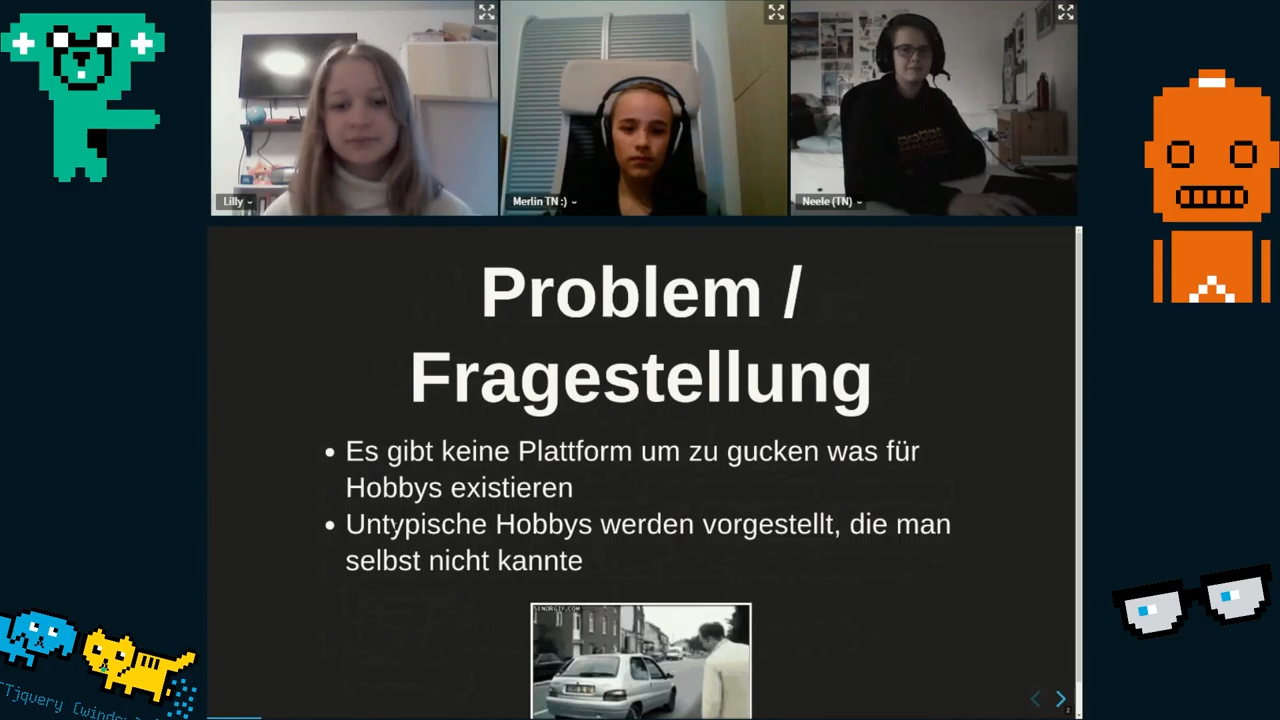 Lilly
Merlin TN :)
Neele (TN)
Problem /
Fragestellung
Es gibt keine Plattform um zu gucken was für
Hobbys existieren
Untypische Hobbys werden vorgestellt, die man
selbst nicht kannte
SENORGIF.COM
2